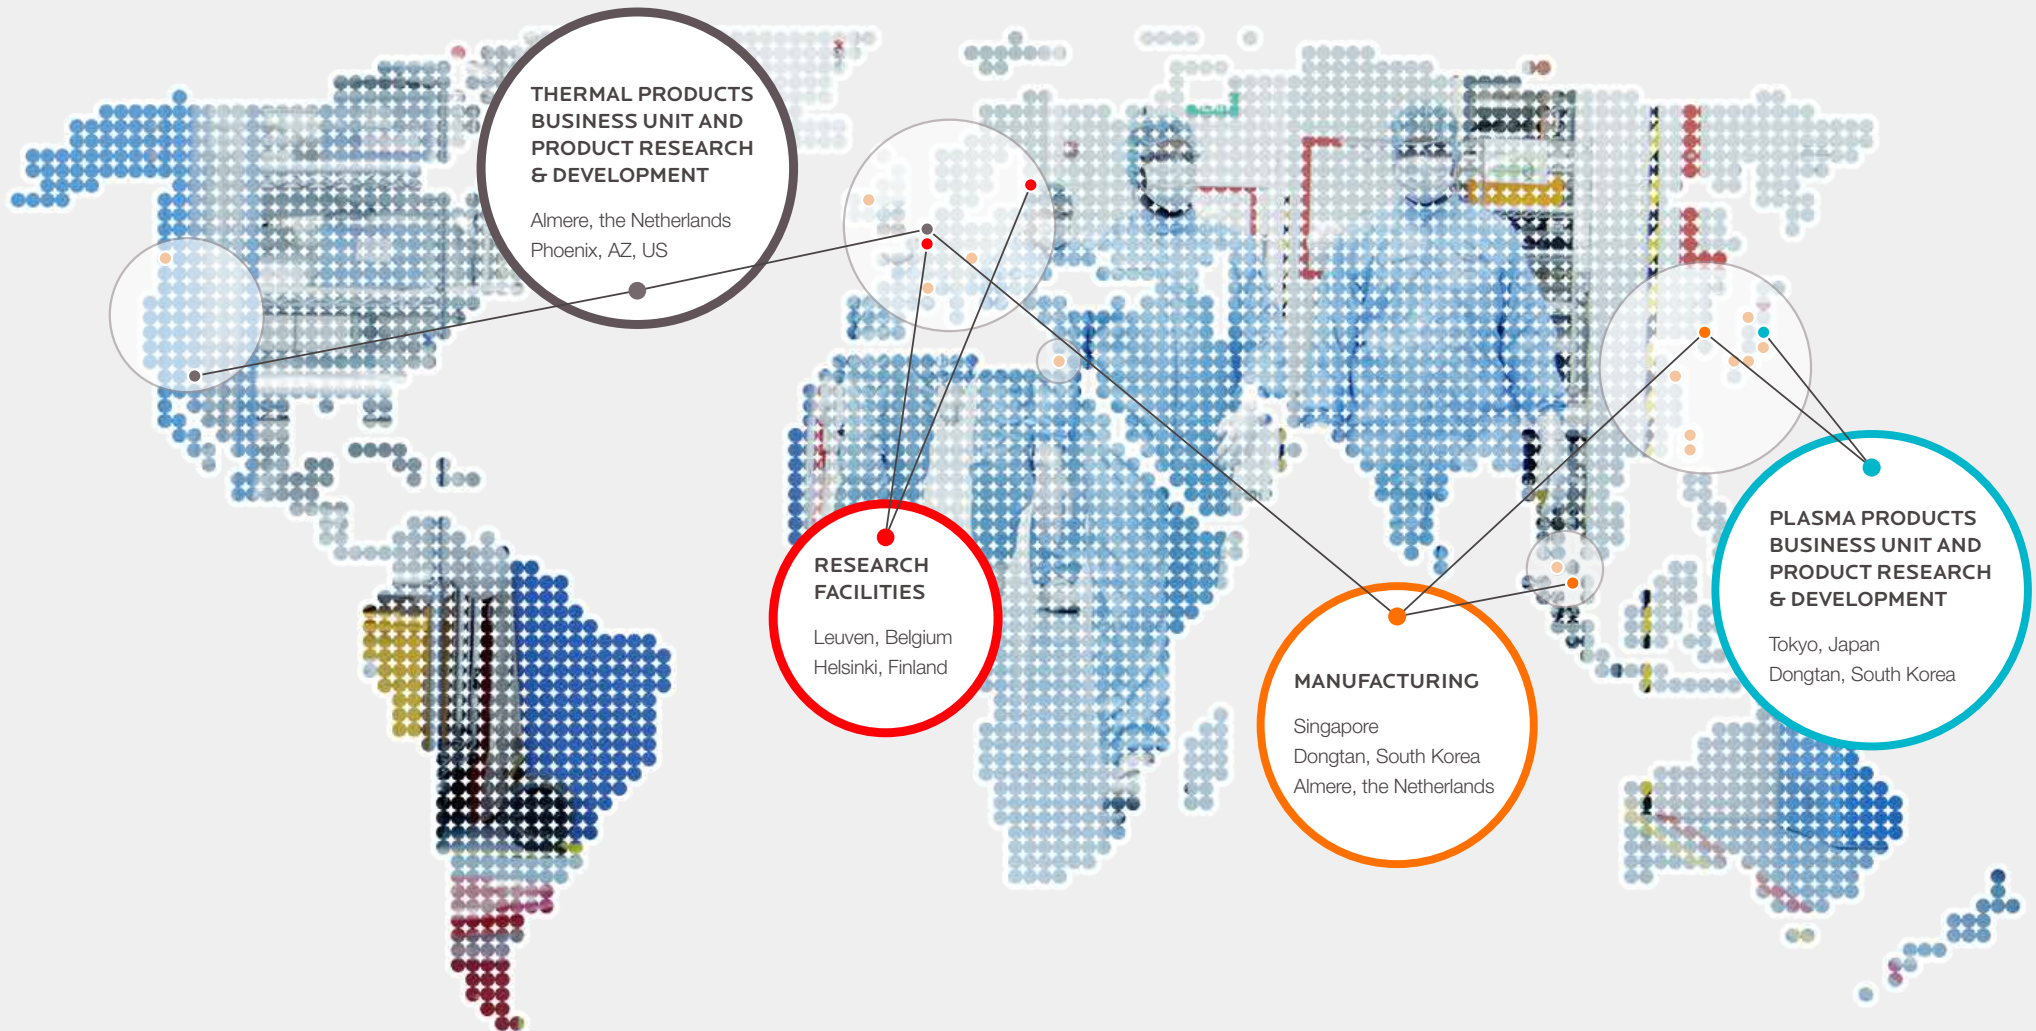 THERMAL PRODUCTS
BUSINESS UNIT AND
PRODUCT RESEARCH
& DEVELOPMENT
Almere, the Netherlands
Phoenix, AZ, US
RESEARCH
FACILITIES
Leuven, Belgium
Helsinki, Finland
MANUFACTURING
Singapore
Dongtan, South Korea
Almere, the Netherlands
PLASMA PRODUCTS
BUSINESS UNIT AND
PRODUCT RESEARCH
& DEVELOPMENT
Tokyo, Japan
Dongtan, South Korea